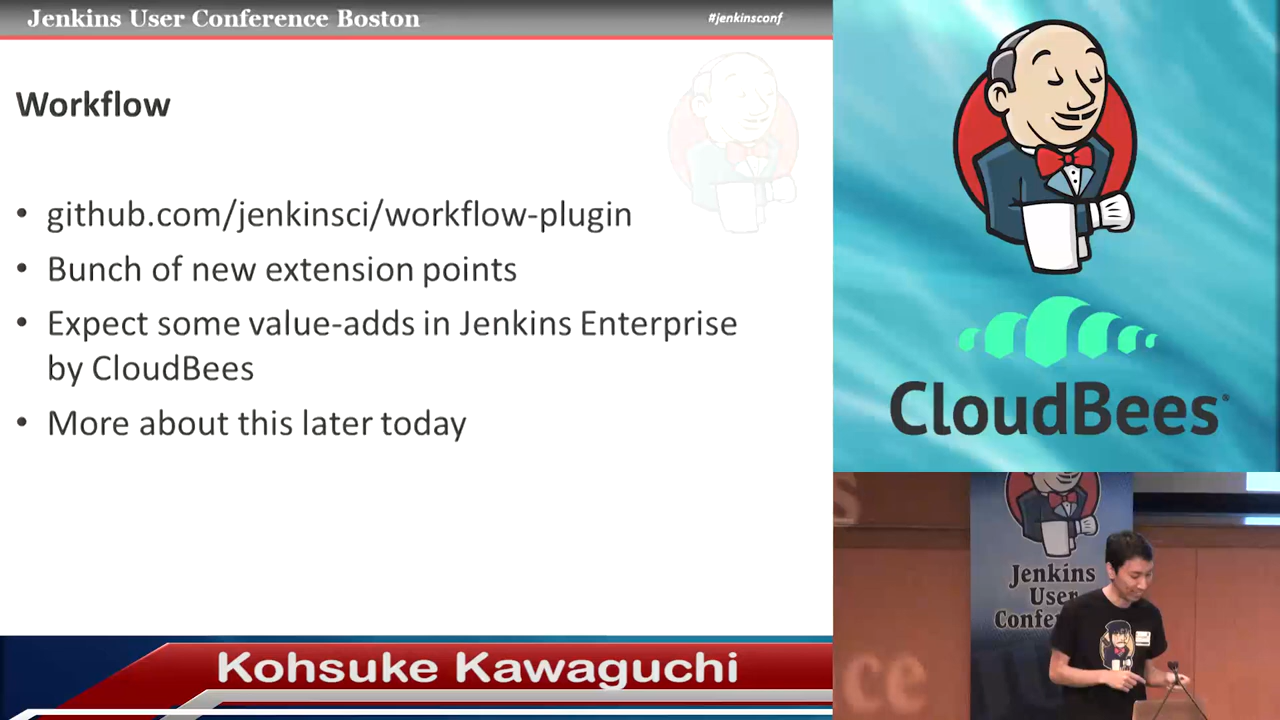 Jenkins User Conference Boston
#jenkinsconf
Workflow
• github.com/jenkinsci/workflow-plugin
• Bunch of new extension points
• Expect some value-adds in Jenkins Enterprise
by CloudBees
• More about this later today
CloudBees®
Jenkins
User
Confe
ce
Kohsuke Kawaguchi